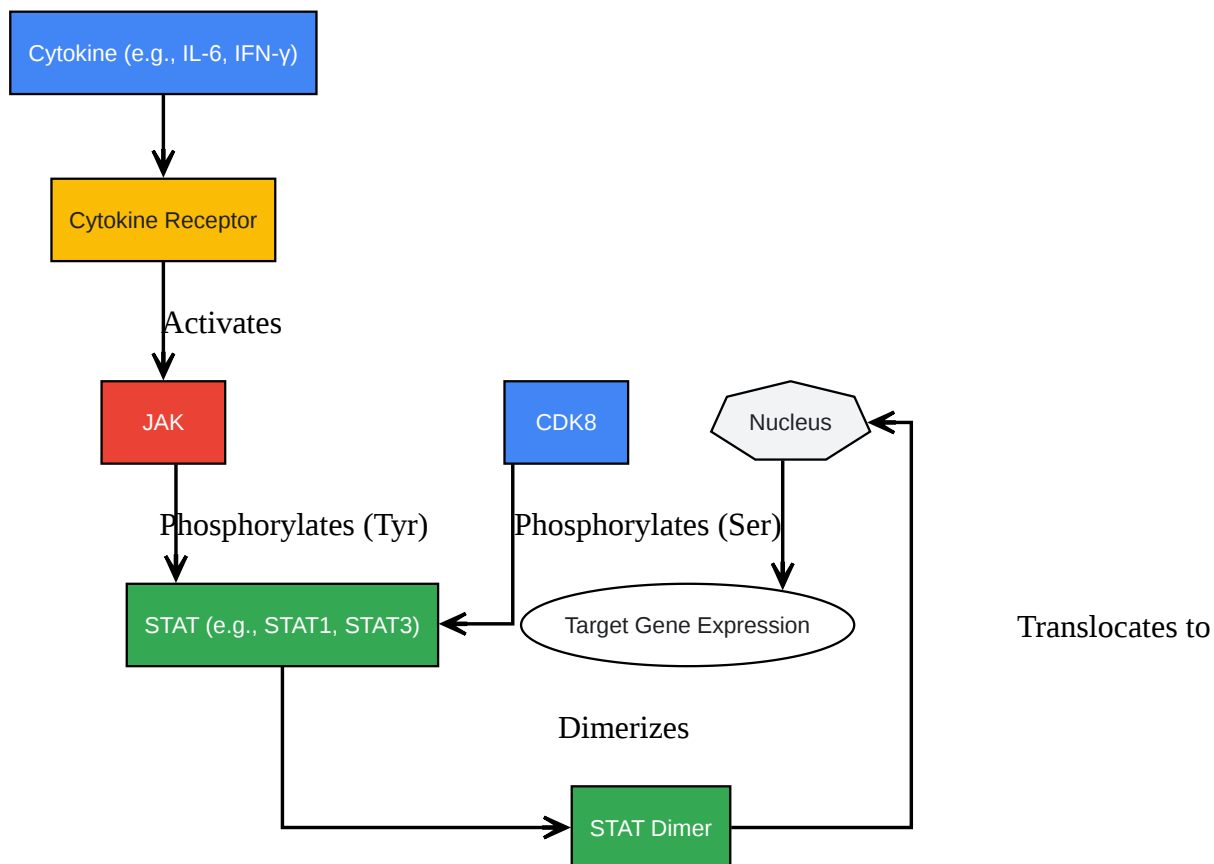 Cytokine (e.g., IL-6, IFN-γ)
Cytokine Receptor
Activates
JAK
CDK8
Nucleus
Phosphorylates (Tyr)
Phosphorylates (Ser)
STAT (e.g., STAT1, STAT3)
Target Gene Expression
Translocates to
Dimerizes
STAT Dimer